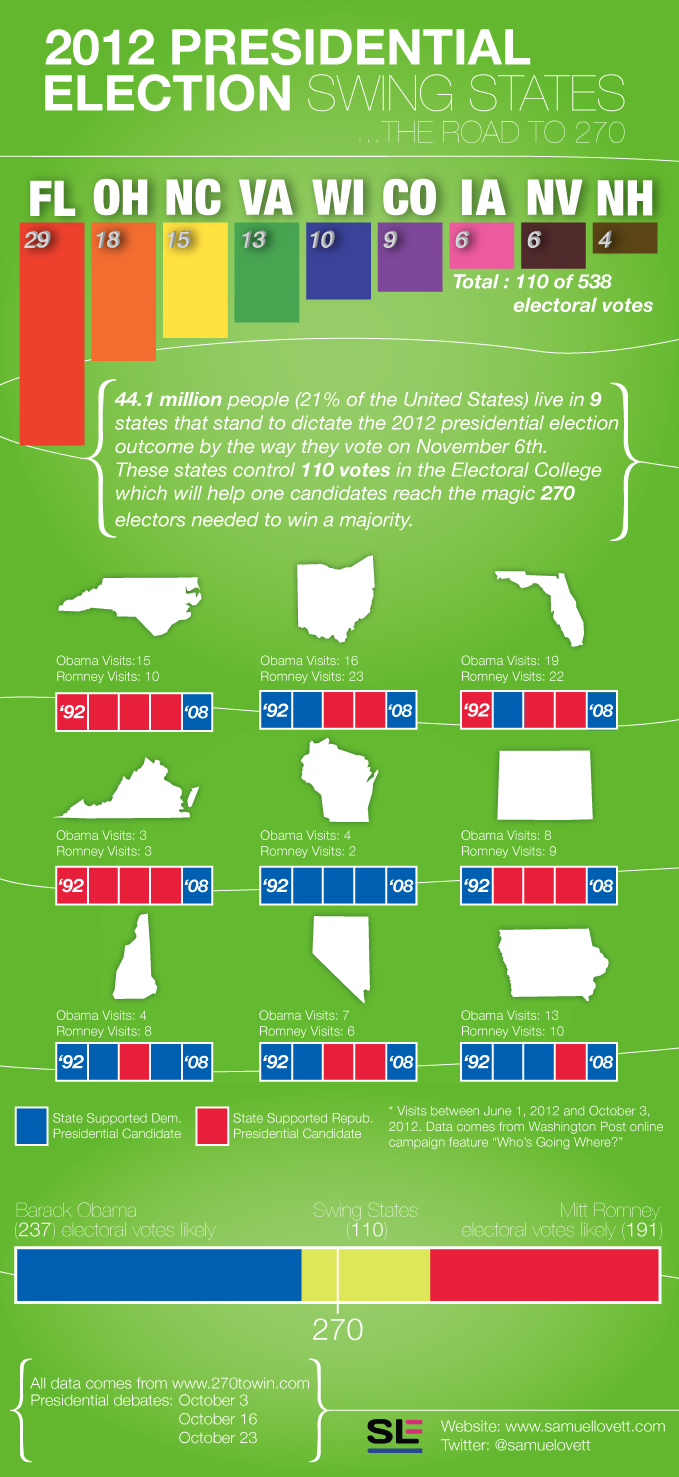 2012 PRESIDENTIAL
ELECTION SWING STATES
...THE ROAD TO 270
FL OH NC VA WI CO IA NV NH
29 18 15 13 10 9 6 6 4
Total : 110 of 538
electoral votes
44.1 million people (21% of the United States) live in 9
states that stand to dictate the 2012 presidential election
outcome by the way they vote on November 6th.
These states control 110 votes in the Electoral College
which will help one candidates reach the magic 270
electors needed to win a majority.
Obama Visits:15
Romney Visits: 10
'92 '08
Obama Visits: 16
Romney Visits: 23
'92 '08
Obama Visits: 19
Romney Visits: 22
'92 '08
Obama Visits: 3
Romney Visits: 3
'92 '08
Obama Visits: 4
Romney Visits: 2
'92 '08
Obama Visits: 8
Romney Visits: 9
'92 '08
Obama Visits: 4
Romney Visits: 8
'92 '08
Obama Visits: 7
Romney Visits: 6
'92 '08
Obama Visits: 13
Romney Visits: 10
'92 '08
State Supported Dem.
Presidential Candidate
State Supported Repub.
Presidential Candidate
* Visits between June 1, 2012 and October 3,
2012. Data comes from Washington Post online
campaign feature “Who’s Going Where?”
Barack Obama
(237) electoral votes likely
Swing States
(110)
Mitt Romney
electoral votes likely (191)
270
All data comes from www.270towin.com
Presidential debates: October 3
October 16
October 23
SLE
Website: www.samuellovett.com
Twitter: @samuelovett